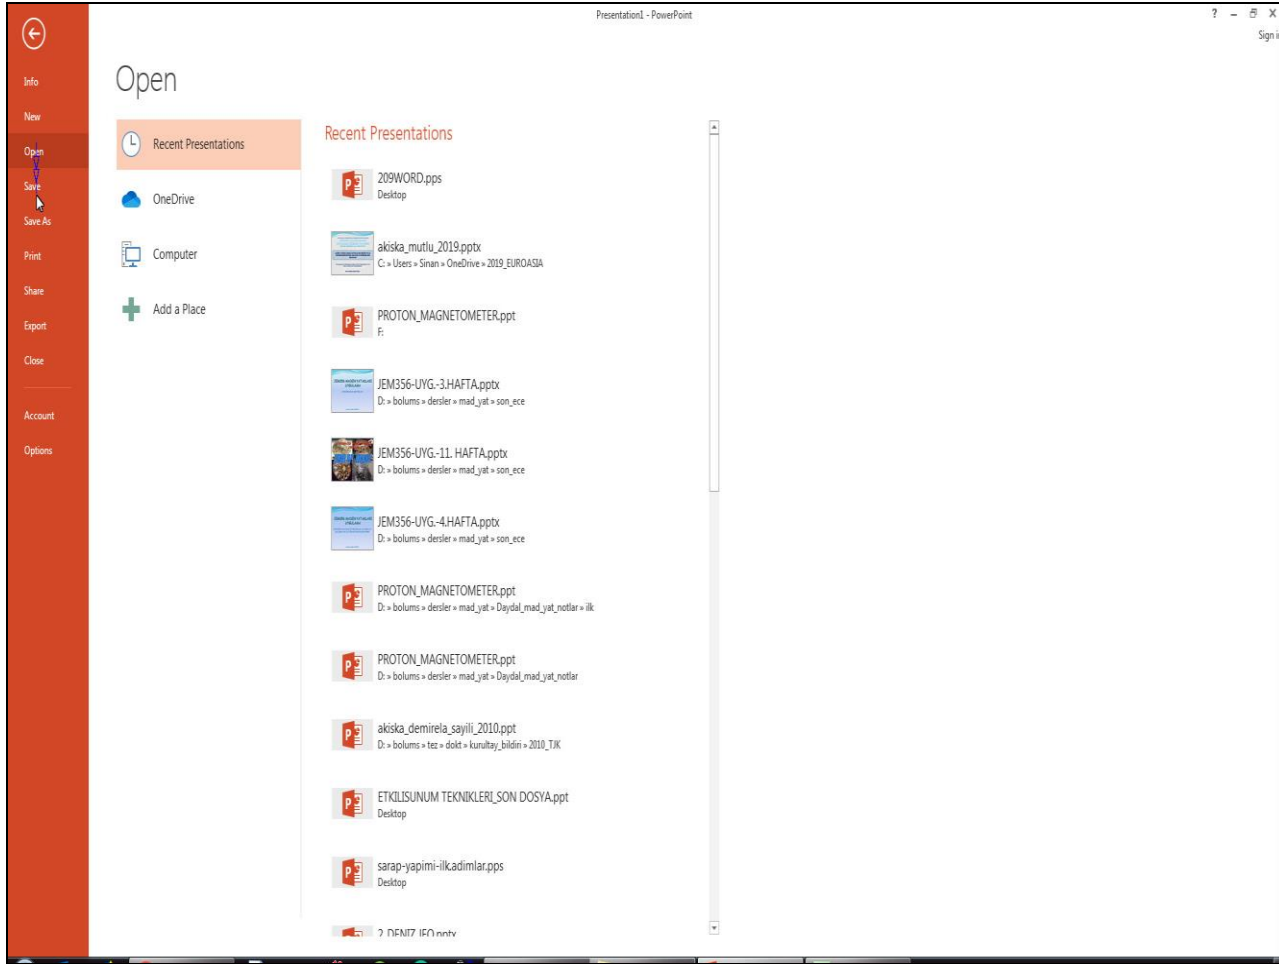 Presentation1 - PowerPoint
?
Sign i
Info
New
Open
Save
Save As
Print
Share
Export
Close
Account
Options
Open
Recent Presentations
OneDrive
Computer
Add a Place
Recent Presentations
209WORD.pps
Desktop
akiska_mutlu_2019.pptx
C: » Users » Sinan » OneDrive » 2019_EUROASIA
PROTON_MAGNETOMETER.ppt
F:
JEM356-UYG.-3.HAFTA.pptx
D: » bolums » dersler » mad_yat » son_ece
JEM356-UYG.-11. HAFTA.pptx
D: » bolums » dersler » mad_yat » son_ece
JEM356-UYG.-4.HAFTA.pptx
D: » bolums » dersler » mad_yat » son_ece
PROTON_MAGNETOMETER.ppt
D: » bolums » dersler » mad_yat » Daydal_mad_yat_notlar » ilk
PROTON_MAGNETOMETER.ppt
D: » bolums » dersler » mad_yat » Daydal_mad_yat_notlar
akiska_demirela_sayili_2010.ppt
D: » bolums » tez » dokt » kurultay_bildiri » 2010_TJK
ETKILISUNUM TEKNIKLERI_SON DOSYA.ppt
Desktop
sarap-yapimi-ilk.adimlar.pps
Desktop
2_DENIZ JEO.pptx